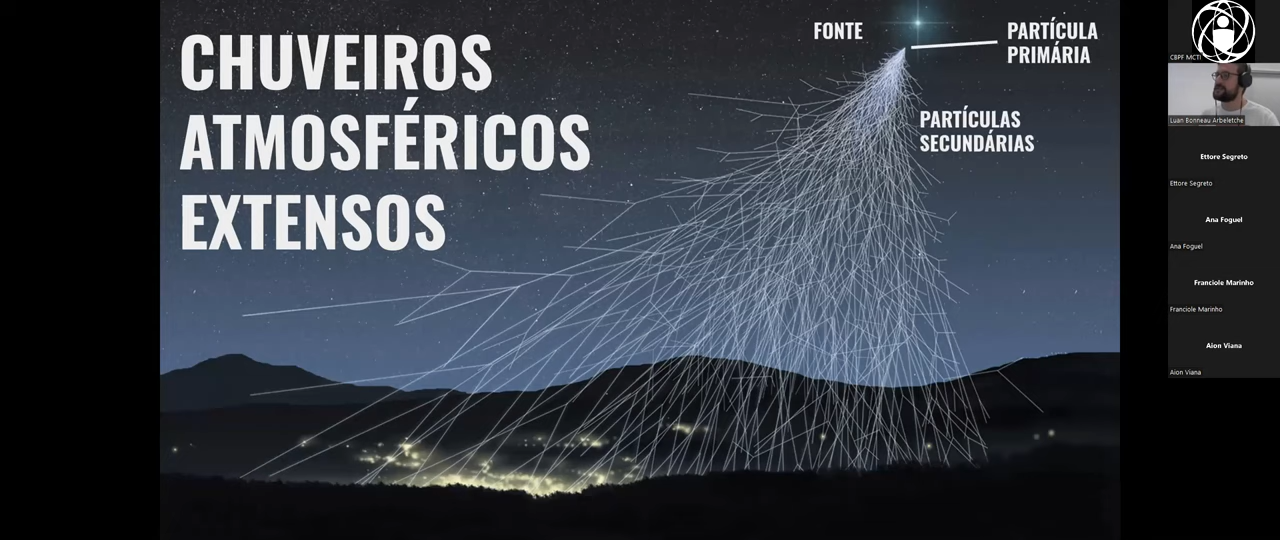 CHUVEIROS
ATMOSFÉRICOS
EXTENSOS
FONTE
PARTÍCULA
PRIMÁRIA
PARTÍCULAS
SECUNDÁRIAS
CBPF MCTI
Luan Bonneau Arbeletche
Ettore Segreto
Ettore Segreto
Ana Foguel
Ana Foguel
Franciole Marinho
Franciole Marinho
Aion Viana
Aion Viana